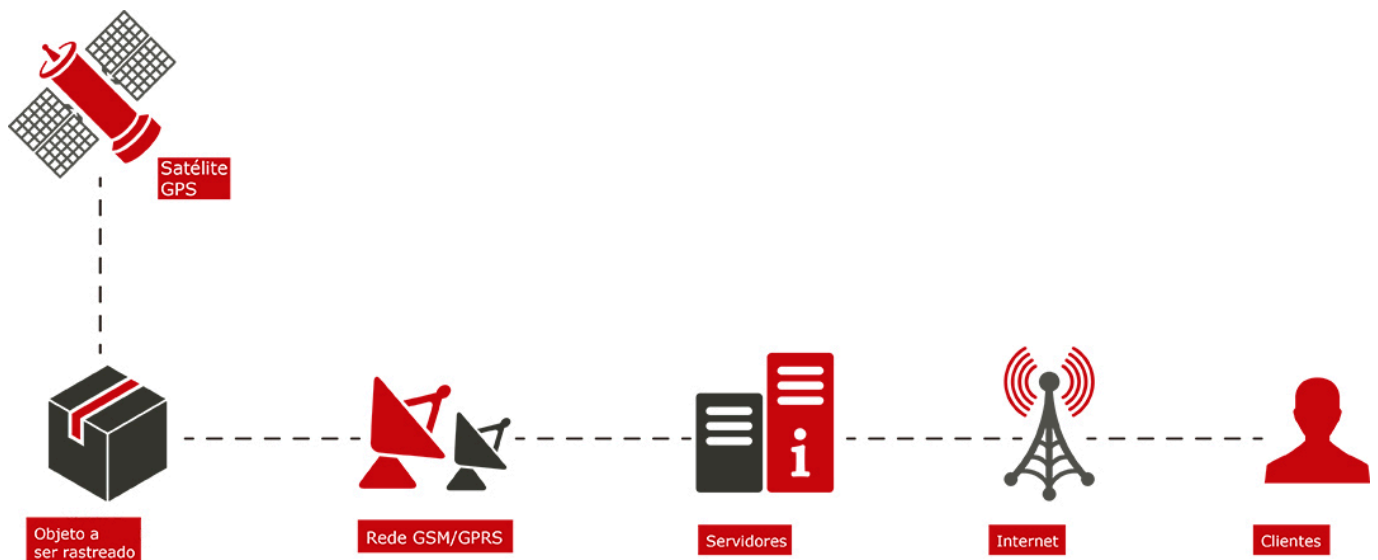 Satélite
GPS
Objeto a
ser rastreado
Rede GSM/GPRS
Servidores
Internet
Clientes